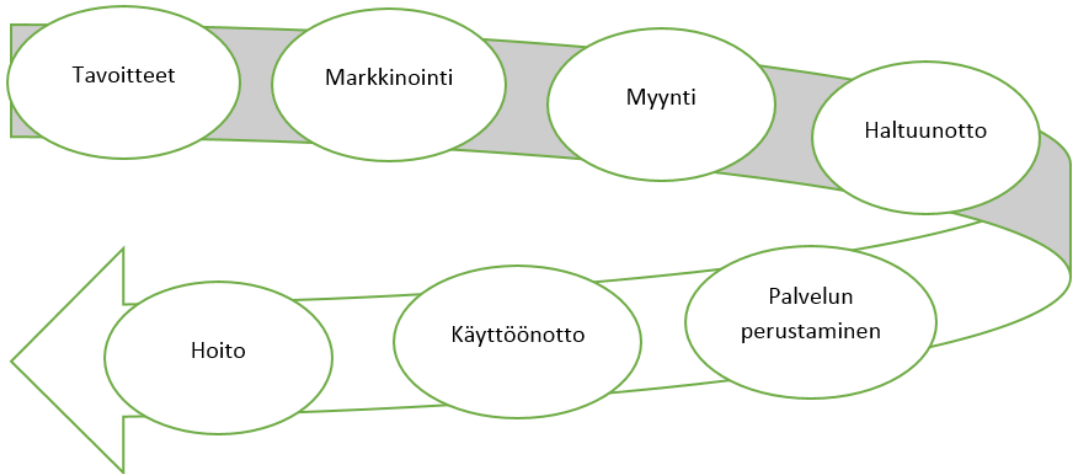 Tavoitteet
Markkinointi
Myynti
Haltuunotto
Palvelun
perustaminen
Käyttöönotto
Hoito